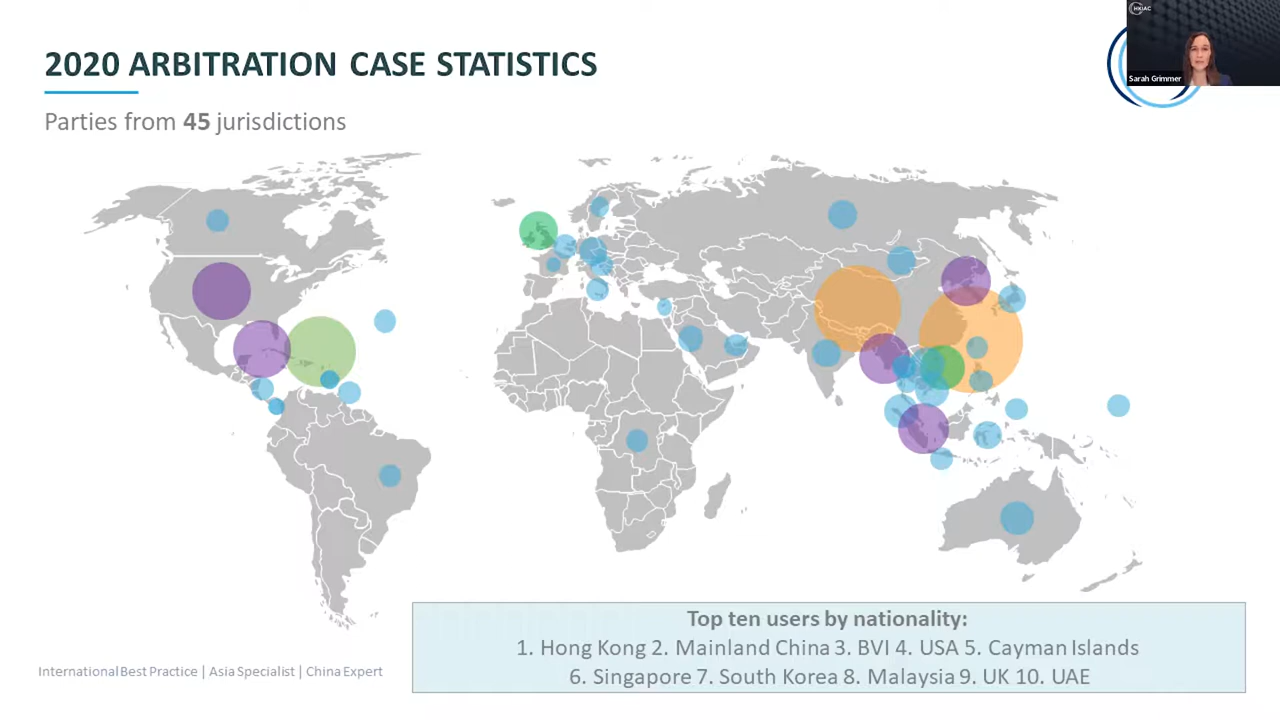 HKIAC
Sarah Grimmer
2020 ARBITRATION CASE STATISTICS
Parties from 45 jurisdictions
Top ten users by nationality:
1. Hong Kong 2. Mainland China 3. BVI 4. USA 5. Cayman Islands
6. Singapore 7. South Korea 8. Malaysia 9. UK 10. UAE
International Best Practice | Asia Specialist | China Expert